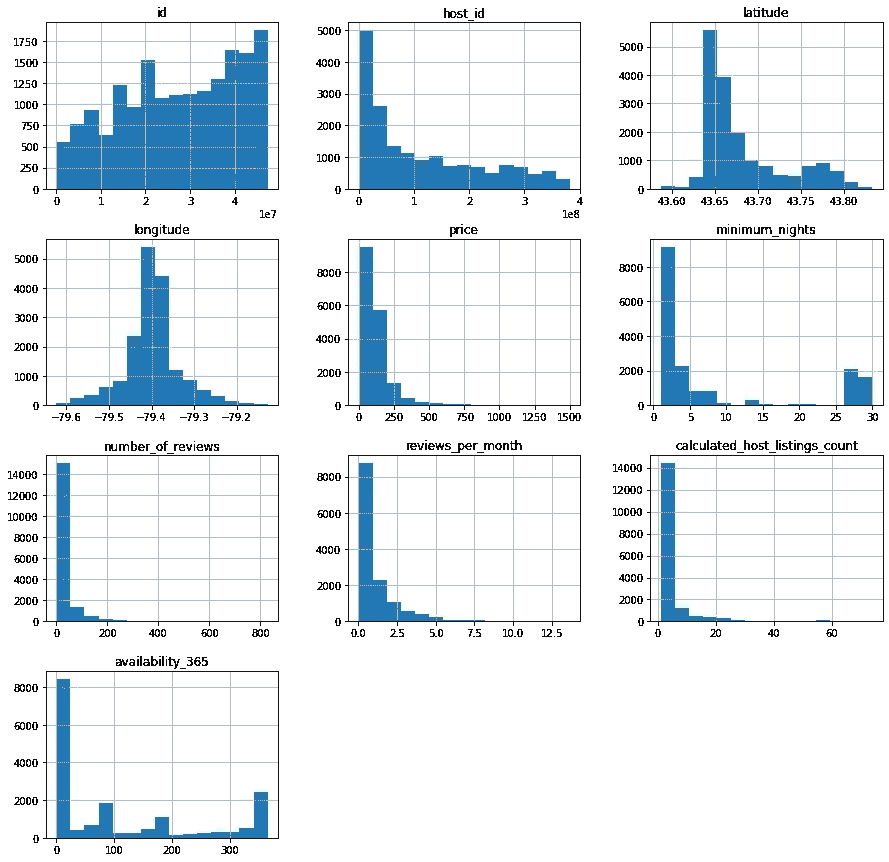 id
1750
1500
1250
1000
750
500
250
0
0 1 2 3 4
1e7
host_id
5000
4000
3000
2000
1000
0
0 1 2 3 4
1e8
latitude
5000
4000
3000
2000
1000
0
43.60 43.65 43.70 43.75 43.80
longitude
5000
4000
3000
2000
1000
0
−79.6 −79.5 −79.4 −79.3 −79.2
price
8000
6000
4000
2000
0
0 250 500 750 1000 1250 1500
minimum_nights
8000
6000
4000
2000
0
0 5 10 15 20 25 30
number_of_reviews
14000
12000
10000
8000
6000
4000
2000
0
0 200 400 600 800
reviews_per_month
8000
6000
4000
2000
0
0.0 2.5 5.0 7.5 10.0 12.5
calculated_host_listings_count
14000
12000
10000
8000
6000
4000
2000
0
0 20 40 60
availability_365
8000
6000
4000
2000
0
0 100 200 300